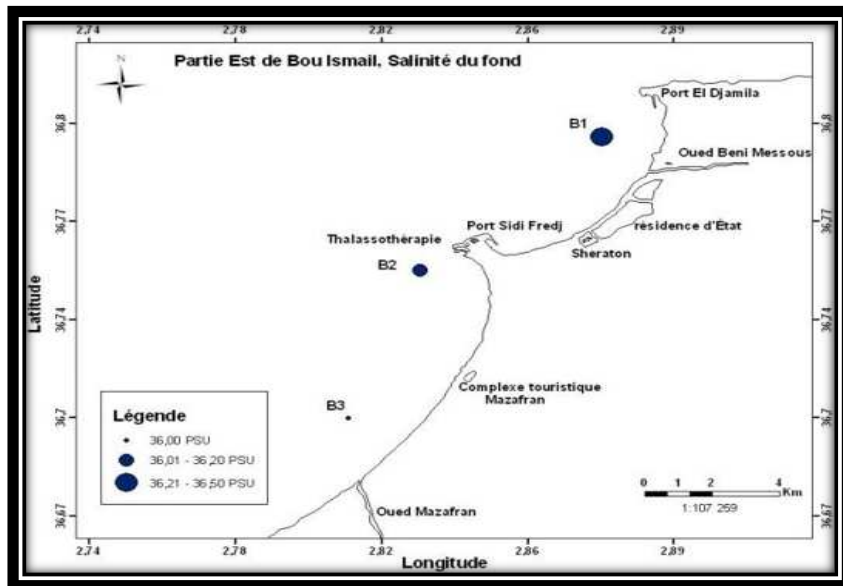 2,74 2,78 2,82 2,86 2,89
N
Partie Est de Bou Ismail, Salinité du fond
Port El Djamila
B1
36,8
36,8
Oued Beni Messous
36,77
36,77
Port Sidi Fredj
résidence d'État
Thalassothérapie
Sheraton
B2
Latitude
36,74
36,74
Complexe touristique
Mazafran
B3
36,7
36,7
Légende
36,00 PSU
36,01 - 36,20 PSU
36,21 - 36,50 PSU
0 1 2 4
Km
1:107 259
36,67
36,67
Oued Mazafran
2,74 2,78 2,82 2,86 2,89
Longitude